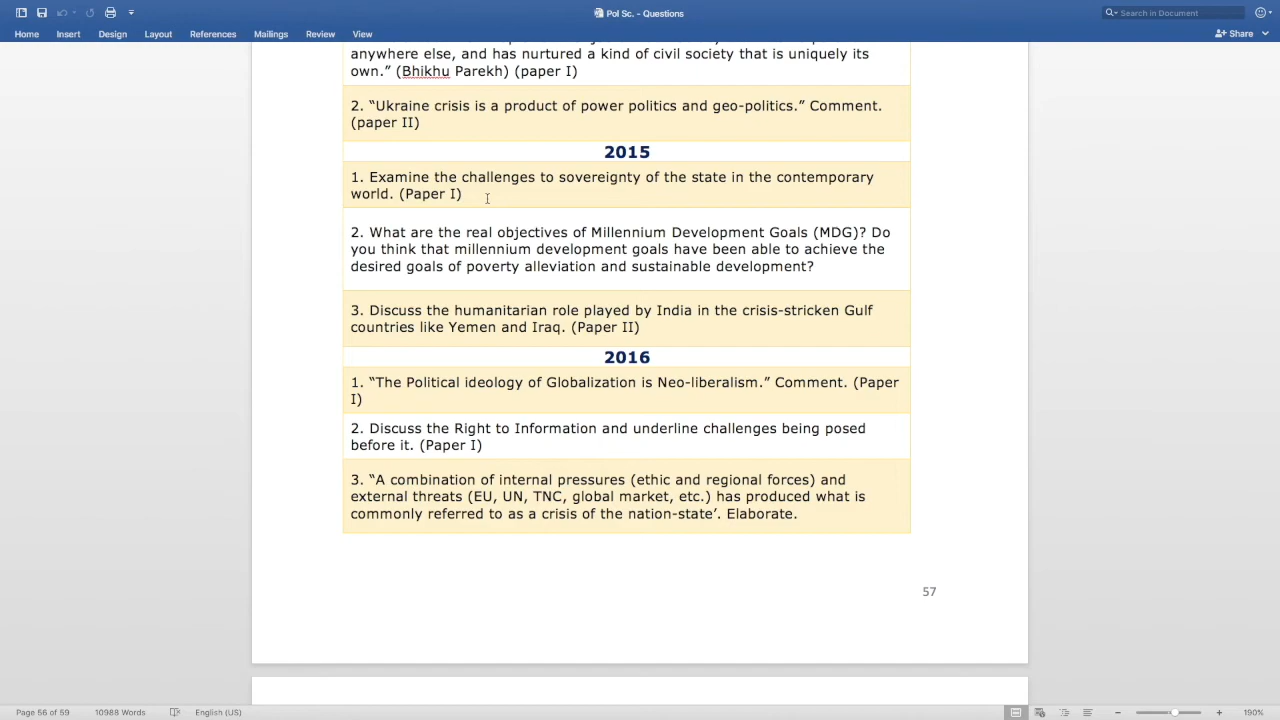 Pol Sc. - Questions
Search in Document
Home Insert Design Layout References Mailings Review View
Share
anywhere else, and has nurtured a kind of civil society that is uniquely its
own.” (Bhikhu Parekh) (paper I)
2. “Ukraine crisis is a product of power politics and geo-politics.” Comment.
(paper II)
2015
1. Examine the challenges to sovereignty of the state in the contemporary
world. (Paper I)
2. What are the real objectives of Millennium Development Goals (MDG)? Do
you think that millennium development goals have been able to achieve the
desired goals of poverty alleviation and sustainable development?
3. Discuss the humanitarian role played by India in the crisis-stricken Gulf
countries like Yemen and Iraq. (Paper II)
2016
1. “The Political ideology of Globalization is Neo-liberalism.” Comment. (Paper
I)
2. Discuss the Right to Information and underline challenges being posed
before it. (Paper I)
3. “A combination of internal pressures (ethic and regional forces) and
external threats (EU, UN, TNC, global market, etc.) has produced what is
commonly referred to as a crisis of the nation-state’. Elaborate.
57
Page 56 of 59 10988 Words English (US) 190%